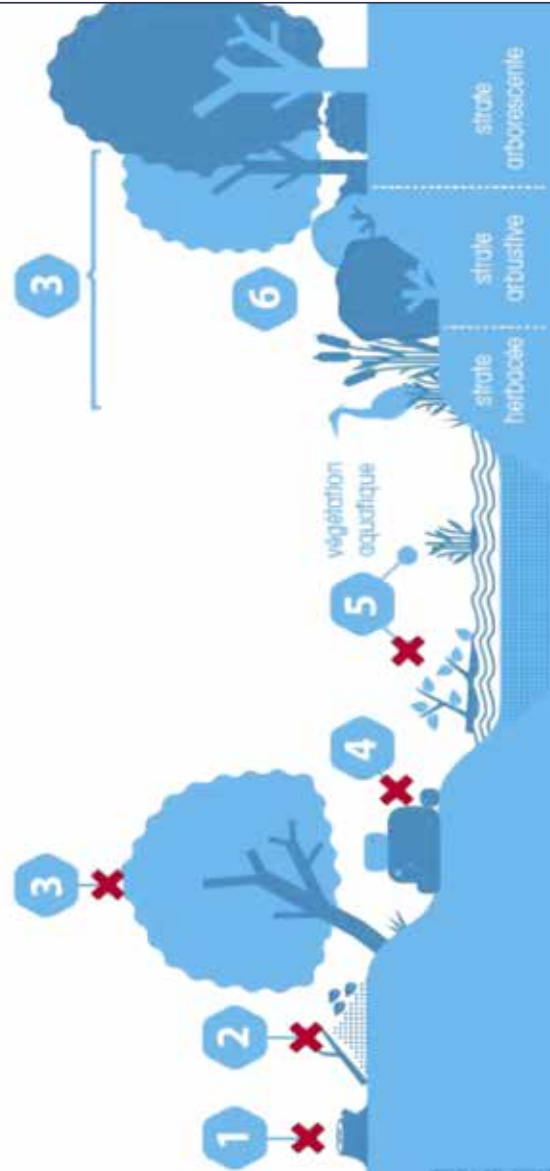 1
2
3
4
5
végétation
aquatique
6
3
strate
herbacée
strate
arbustive
strate
arborescente